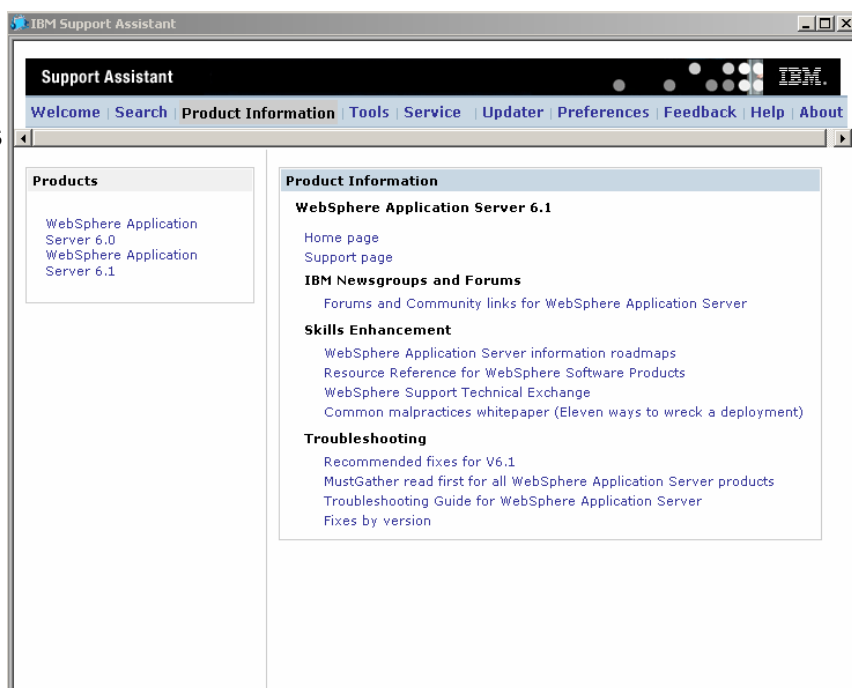 IBM Support Assistant
Support Assistant
IBM.
Welcome | Search | Product Information | Tools | Service | Updater | Preferences | Feedback | Help | About
Products
WebSphere Application
Server 6.0
WebSphere Application
Server 6.1
Product Information
WebSphere Application Server 6.1
Home page
Support page
IBM Newsgroups and Forums
Forums and Community links for WebSphere Application Server
Skills Enhancement
WebSphere Application Server information roadmaps
Resource Reference for WebSphere Software Products
WebSphere Support Technical Exchange
Common malpractices whitepaper (Eleven ways to wreck a deployment)
Troubleshooting
Recommended fixes for V6.1
MustGather read first for all WebSphere Application Server products
Troubleshooting Guide for WebSphere Application Server
Fixes by version